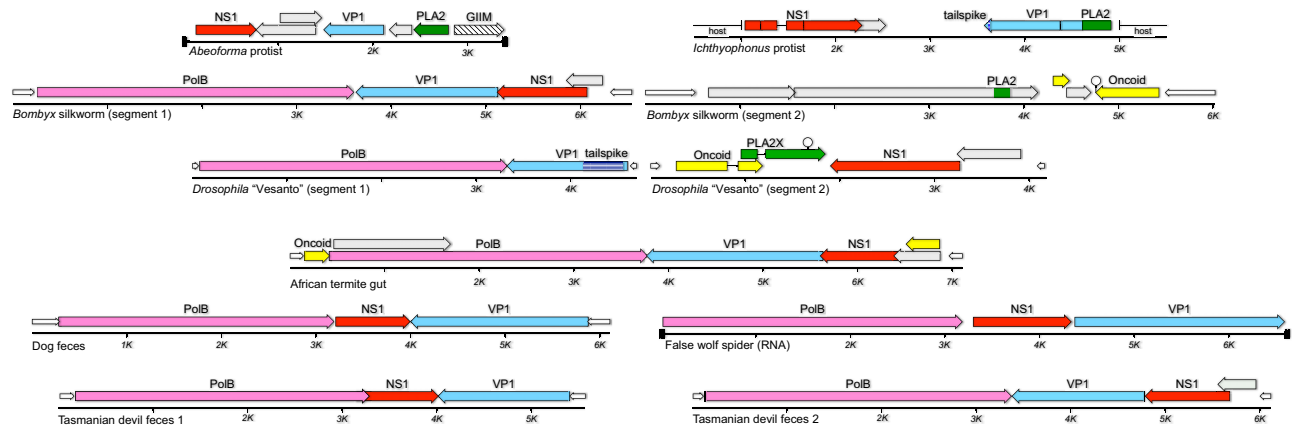 NS1 VP1 PLA2 GIIM
2K 3K
Abeoforma protist
NS1 tailspike VP1 PLA2
host host
2K 3K 4K 5K
Ichthyophonus protist
PolB VP1 NS1
3K 4K 5K 6K
Bombyx silkworm (segment 1)
PLA2 Oncoid
2K 3K 4K 5K 6K
Bombyx silkworm (segment 2)
PolB VP1 tailspike
3K 4K
Drosophila “Vesanto” (segment 1)
Oncoid PLA2X NS1
3K 4K
Drosophila “Vesanto” (segment 2)
Oncoid PolB VP1 NS1
2K 3K 4K 5K 6K 7K
African termite gut
PolB NS1 VP1
1K 2K 3K 4K 5K 6K
Dog feces
PolB NS1 VP1
2K 3K 4K 5K 6K
False wolf spider (RNA)
PolB NS1 VP1
2K 3K 4K 5K
Tasmanian devil feces 1
PolB VP1 NS1
2K 3K 4K 5K 6K
Tasmanian devil feces 2